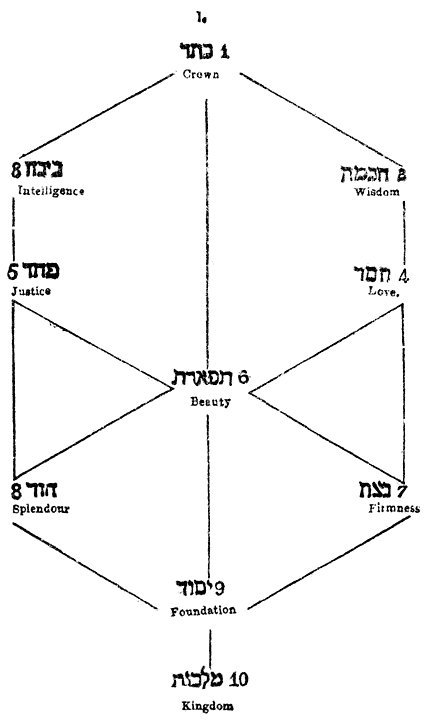 I.
כתר 1
Crown
8 בינה
Intelligence
חכמת 2
Wisdom
5 פחד
Justice
חסד 4
Love.
תפארת 6
Beauty
8 הוד
Splendour
נצח 7
Firmness
יסוד 9
Foundation
מלכות 10
Kingdom